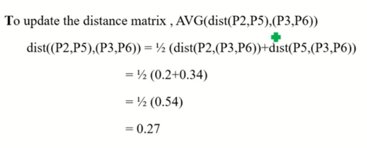 To update the distance matrix , AVG(dist(P2,P5),(P3,P6))
dist((P2,P5),(P3,P6)) = ½ (dist(P2,(P3,P6))+dist(P5,(P3,P6))
= ½ (0.2+0.34)
= ½ (0.54)
= 0.27